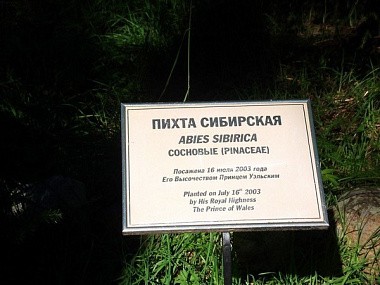 ПИХТА СИБИРСКАЯ
ABIES SIBIRICA
СОСНОВЫЕ (PINACEAE)
Посажена 16 июля 2003 года
Его Высочеством Принцем Уэльским
Planted on July 16th 2003
by His Royal Highness
The Prince of Wales